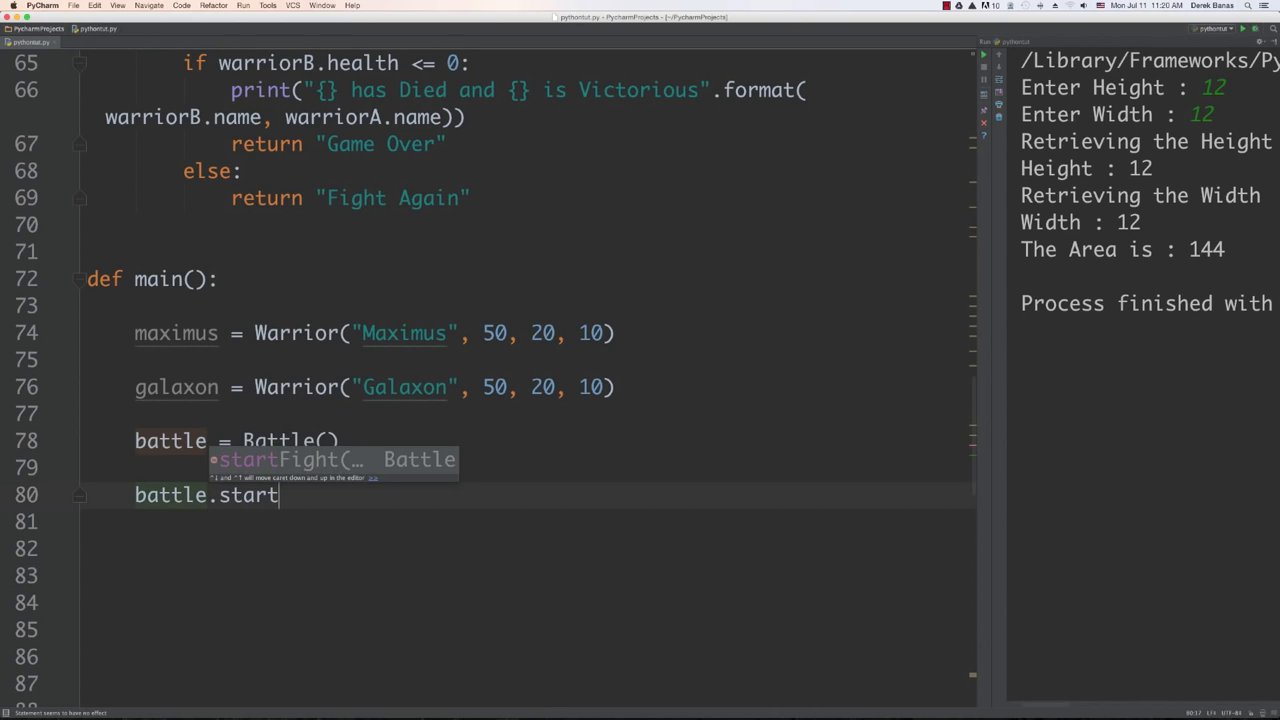 PyCharm File Edit View Navigate Code Refactor Run Tools VCS Window Help
10 Mon Jul 11 11:20 AM Derek Banas
pythontut.py - PycharmProjects - [~/PycharmProjects]
PycharmProjects pythontut.py pythontut
pythontut.py
Run pythontut
65 if warriorB.health <= 0:
66 print("{} has Died and {} is Victorious".format(
warriorB.name, warriorA.name))
67 return "Game Over"
68 else:
69 return "Fight Again"
70
71
72 def main():
73
74 maximus = Warrior("Maximus", 50, 20, 10)
75
76 galaxon = Warrior("Galaxon", 50, 20, 10)
77
78 battle = Battle()
startFight(… Battle
79
^↓ and ^↑ will move caret down and up in the editor >>
80 battle.start
81
82
83
84
85
86
87
/Library/Frameworks/Py
Enter Height : 12
Enter Width : 12
Retrieving the Height
Height : 12
Retrieving the Width
Width : 12
The Area is : 144
Process finished with
Statement seems to have no effect
80:17 LF÷ UTF-8÷